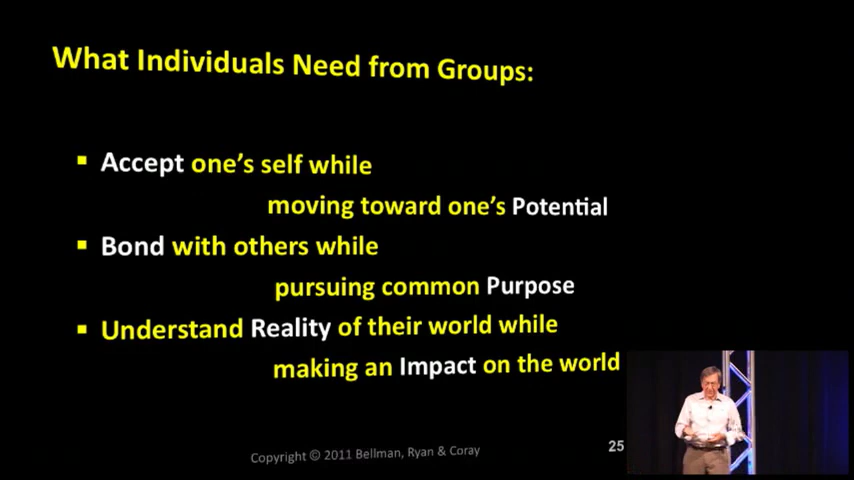 What Individuals Need from Groups:
▪ Accept one's self while
moving toward one's Potential
▪ Bond with others while
pursuing common Purpose
▪ Understand Reality of their world while
making an Impact on the world
Copyright © 2011 Bellman, Ryan & Coray
25